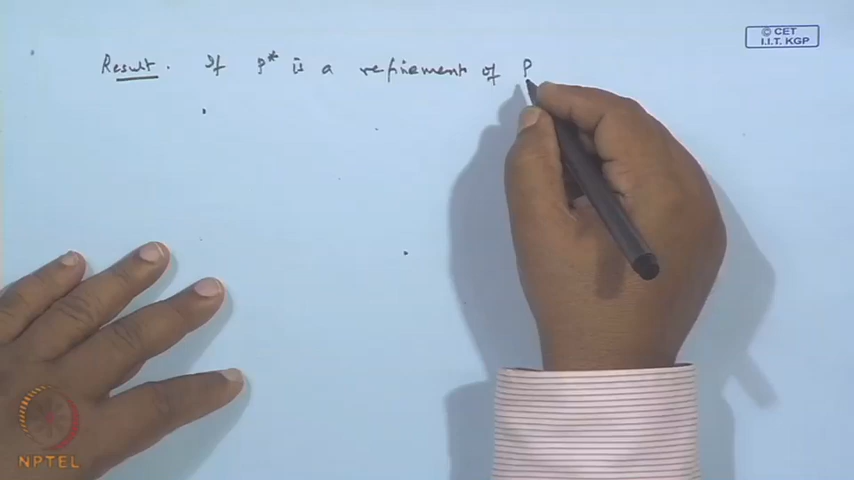 © CET
I.I.T. KGP
Result. If P* is a refinement of P
NPTEL